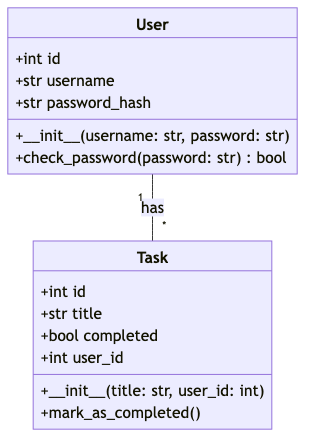 User
+int id
+str username
+str password_hash
+__init__(username: str, password: str)
+check_password(password: str) : bool
1
has
*
Task
+int id
+str title
+bool completed
+int user_id
+__init__(title: str, user_id: int)
+mark_as_completed()